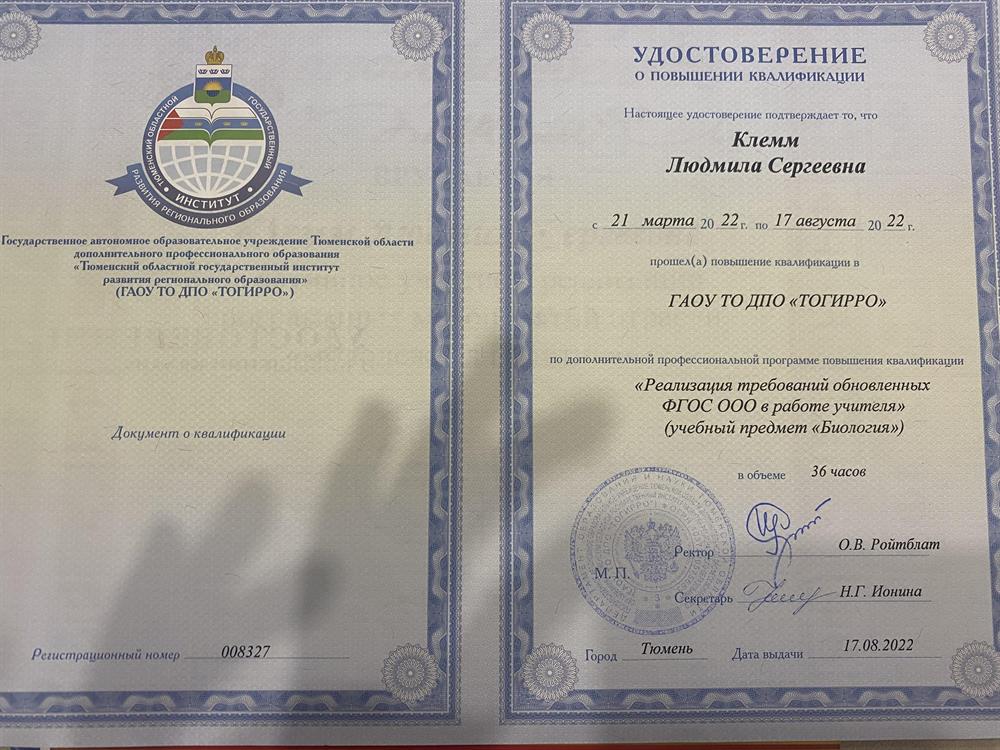 ТЮМЕНСКИЙ ОБЛАСТНОЙ ГОСУДАРСТВЕННЫЙ
ИНСТИТУТ
РАЗВИТИЯ РЕГИОНАЛЬНОГО ОБРАЗОВАНИЯ
Государственное автономное образовательное учреждение Тюменской области
дополнительного профессионального образования
«Тюменский областной государственный институт
развития регионального образования»
(ГАОУ ТО ДПО «ТОГИРРО»)
Документ о квалификации
Регистрационный номер 008327
УДОСТОВЕРЕНИЕ
О ПОВЫШЕНИИ КВАЛИФИКАЦИИ
Настоящее удостоверение подтверждает то, что
Клемм
Людмила Сергеевна
с 21 марта 20 22 г. по 17 августа 20 22 г.
прошел(а) повышение квалификации в
ГАОУ ТО ДПО «ТОГИРРО»
по дополнительной профессиональной программе повышения квалификации
«Реализация требований обновленных
ФГОС ООО в работе учителя»
(учебный предмет «Биология»)
в объеме 36 часов
Ректор О.В. Ройтблат
М.П.
Секретарь Н.Г. Ионина
Город Тюмень Дата выдачи 17.08.2022